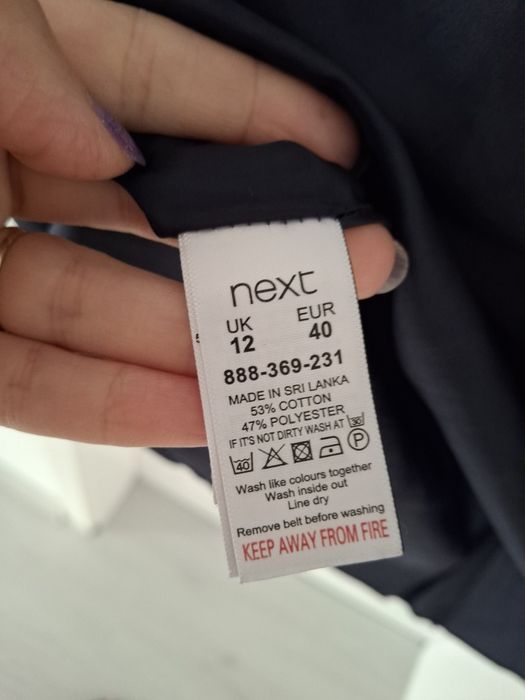 next
UK EUR
12 40
888-369-231
MADE IN SRI LANKA
53% COTTON
47% POLYESTER
IF IT'S NOT DIRTY WASH AT 30
40 P
Wash like colours together
Wash inside out
Line dry
Remove belt before washing
KEEP AWAY FROM FIRE